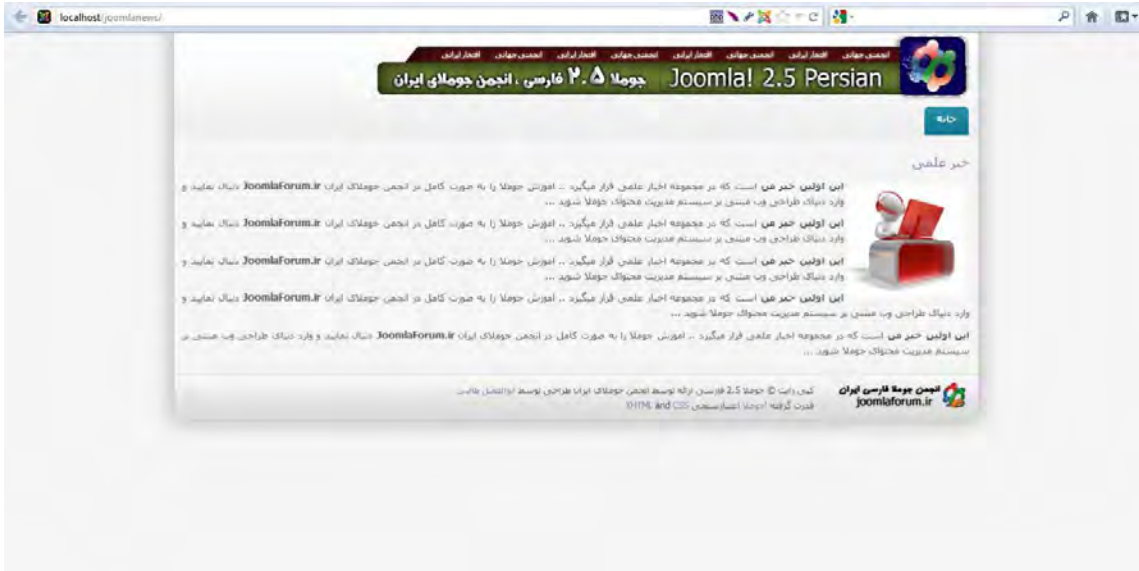 localhost/joomlanews/
انجمنی جهانی افتخار ایرانی انجمنی جهانی افتخار ایرانی انجمنی جهانی افتخار ایرانی انجمنی جهانی افتخار ایرانی
Joomla! 2.5 Persian جوملا ۲.۵ فارسی ، انجمن جوملای ایران
خانه
خبر علمی
این اولین خبر من است که در مجموعه اخبار علمی قرار میگیرد .. اموزش جوملا را به صورت کامل در انجمن جوملای ایران JoomlaForum.ir دنبال نمایید و
وارد دنیای طراحی وب مبتنی بر سیستم مدیریت محتوای جوملا شوید ...
این اولین خبر من است که در مجموعه اخبار علمی قرار میگیرد .. اموزش جوملا را به صورت کامل در انجمن جوملای ایران JoomlaForum.ir دنبال نمایید و
وارد دنیای طراحی وب مبتنی بر سیستم مدیریت محتوای جوملا شوید ...
این اولین خبر من است که در مجموعه اخبار علمی قرار میگیرد .. اموزش جوملا را به صورت کامل در انجمن جوملای ایران JoomlaForum.ir دنبال نمایید و
وارد دنیای طراحی وب مبتنی بر سیستم مدیریت محتوای جوملا شوید ...
این اولین خبر من است که در مجموعه اخبار علمی قرار میگیرد .. اموزش جوملا را به صورت کامل در انجمن جوملای ایران JoomlaForum.ir دنبال نمایید و
وارد دنیای طراحی وب مبتنی بر سیستم مدیریت محتوای جوملا شوید ...
این اولین خبر من است که در مجموعه اخبار علمی قرار میگیرد .. اموزش جوملا را به صورت کامل در انجمن جوملای ایران JoomlaForum.ir دنبال نمایید و وارد دنیای طراحی وب مبتنی بر
سیستم مدیریت محتوای جوملا شوید ...
انجمن جوملا فارسی ایران
joomlaforum.ir
کپی رایت © جوملا 2.5 فارسی ارائه توسط انجمن جوملای ایران طراحی توسط
قدرت گرفته از جوملا اعتبارسنجی CSS and XHTML